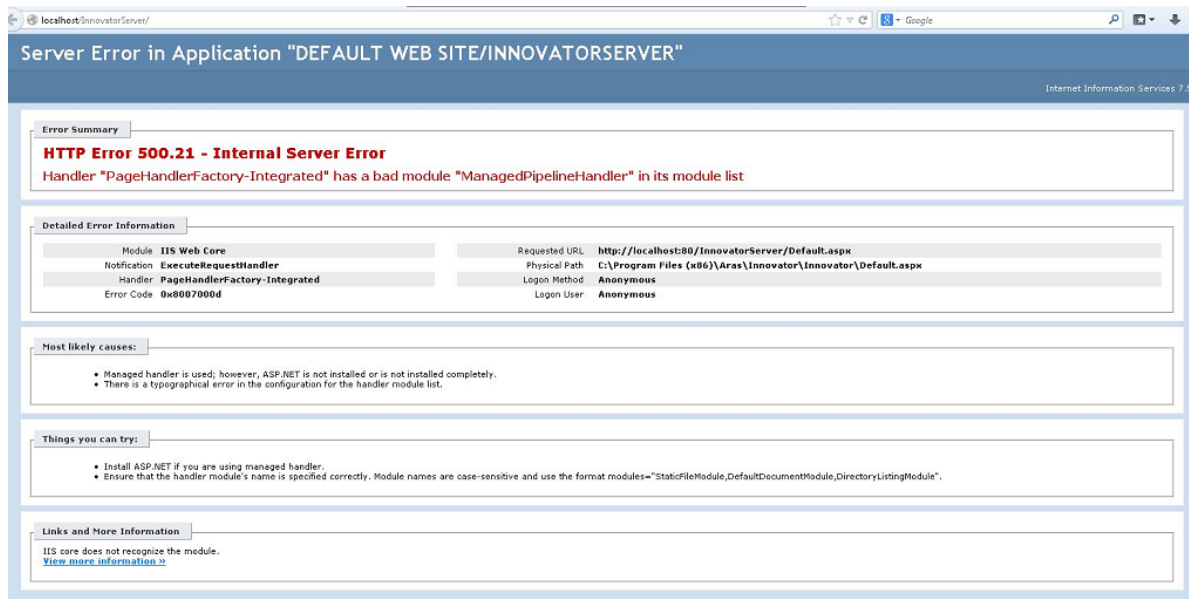 localhost/InnovatorServer/
Google
Server Error in Application "DEFAULT WEB SITE/INNOVATORSERVER"
Internet Information Services 7.5
Error Summary
HTTP Error 500.21 - Internal Server Error
Handler "PageHandlerFactory-Integrated" has a bad module "ManagedPipelineHandler" in its module list
Detailed Error Information
Module IIS Web Core
Notification ExecuteRequestHandler
Handler PageHandlerFactory-Integrated
Error Code 0x8007000d
Requested URL http://localhost:80/InnovatorServer/Default.aspx
Physical Path C:\Program Files (x86)\Aras\Innovator\Innovator\Default.aspx
Logon Method Anonymous
Logon User Anonymous
Most likely causes:
• Managed handler is used; however, ASP.NET is not installed or is not installed completely.
• There is a typographical error in the configuration for the handler module list.
Things you can try:
• Install ASP.NET if you are using managed handler.
• Ensure that the handler module's name is specified correctly. Module names are case-sensitive and use the format modules="StaticFileModule,DefaultDocumentModule,DirectoryListingModule".
Links and More Information
IIS core does not recognize the module.
View more information »